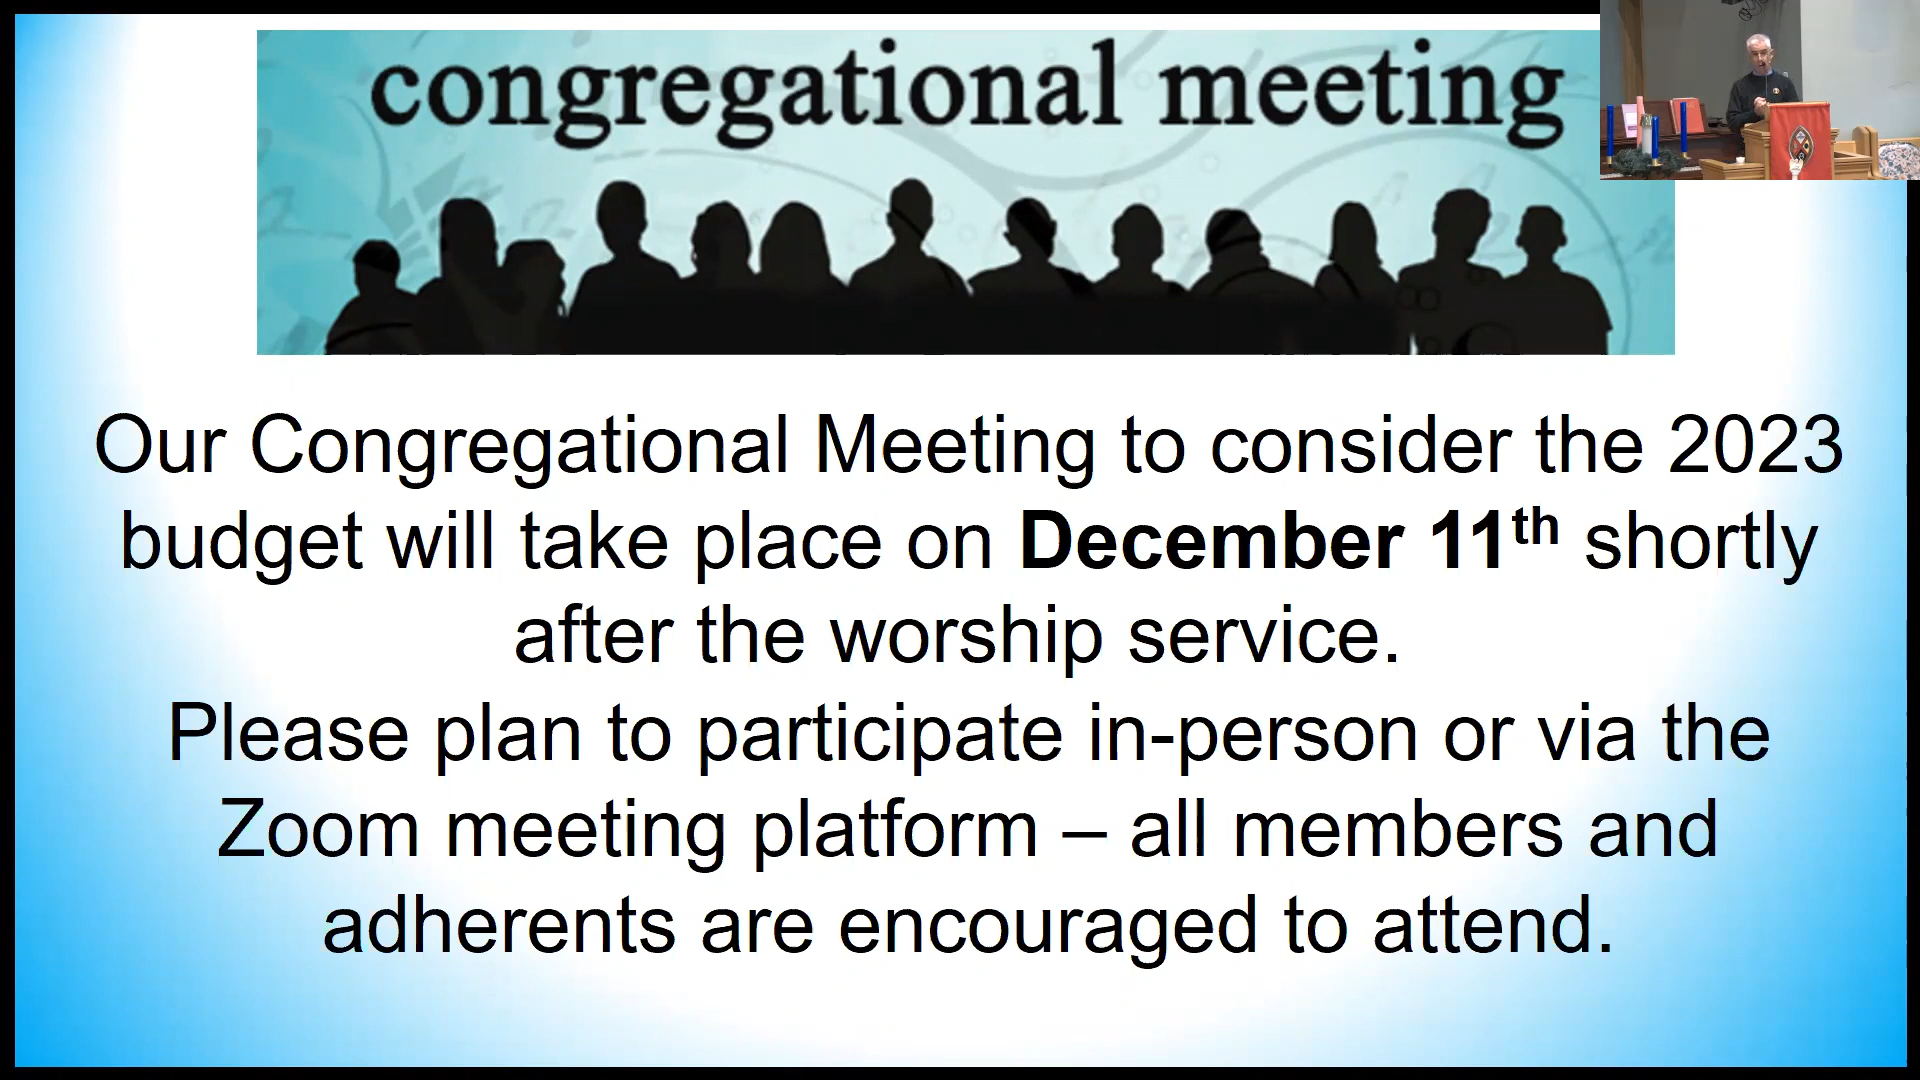 congregational meeting
Our Congregational Meeting to consider the 2023
budget will take place on December 11th shortly
after the worship service.
Please plan to participate in-person or via the
Zoom meeting platform – all members and
adherents are encouraged to attend.